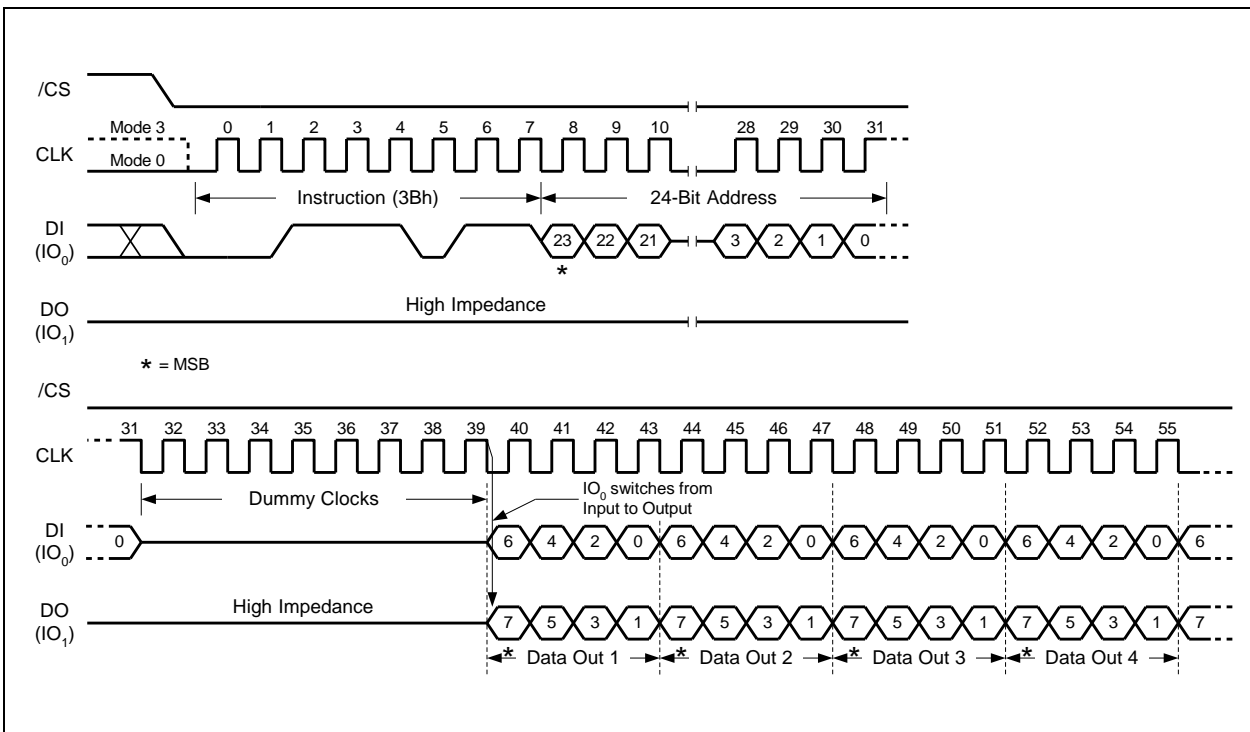 /CS
Mode 3 0 1 2 3 4 5 6 7 8 9 10 28 29 30 31
CLK
Mode 0
Instruction (3Bh) 24-Bit Address
DI
(IO0) 23 22 21 3 2 1 0
*
High Impedance
DO
(IO1)
* = MSB
/CS
31 32 33 34 35 36 37 38 39 40 41 42 43 44 45 46 47 48 49 50 51 52 53 54 55
CLK
Dummy Clocks
IO0 switches from
Input to Output
DI
(IO0) 0 6 4 2 0 6 4 2 0 6 4 2 0 6 4 2 0 6
High Impedance
DO
(IO1) 7 5 3 1 7 5 3 1 7 5 3 1 7 5 3 1 7
* Data Out 1 * Data Out 2 * Data Out 3 * Data Out 4